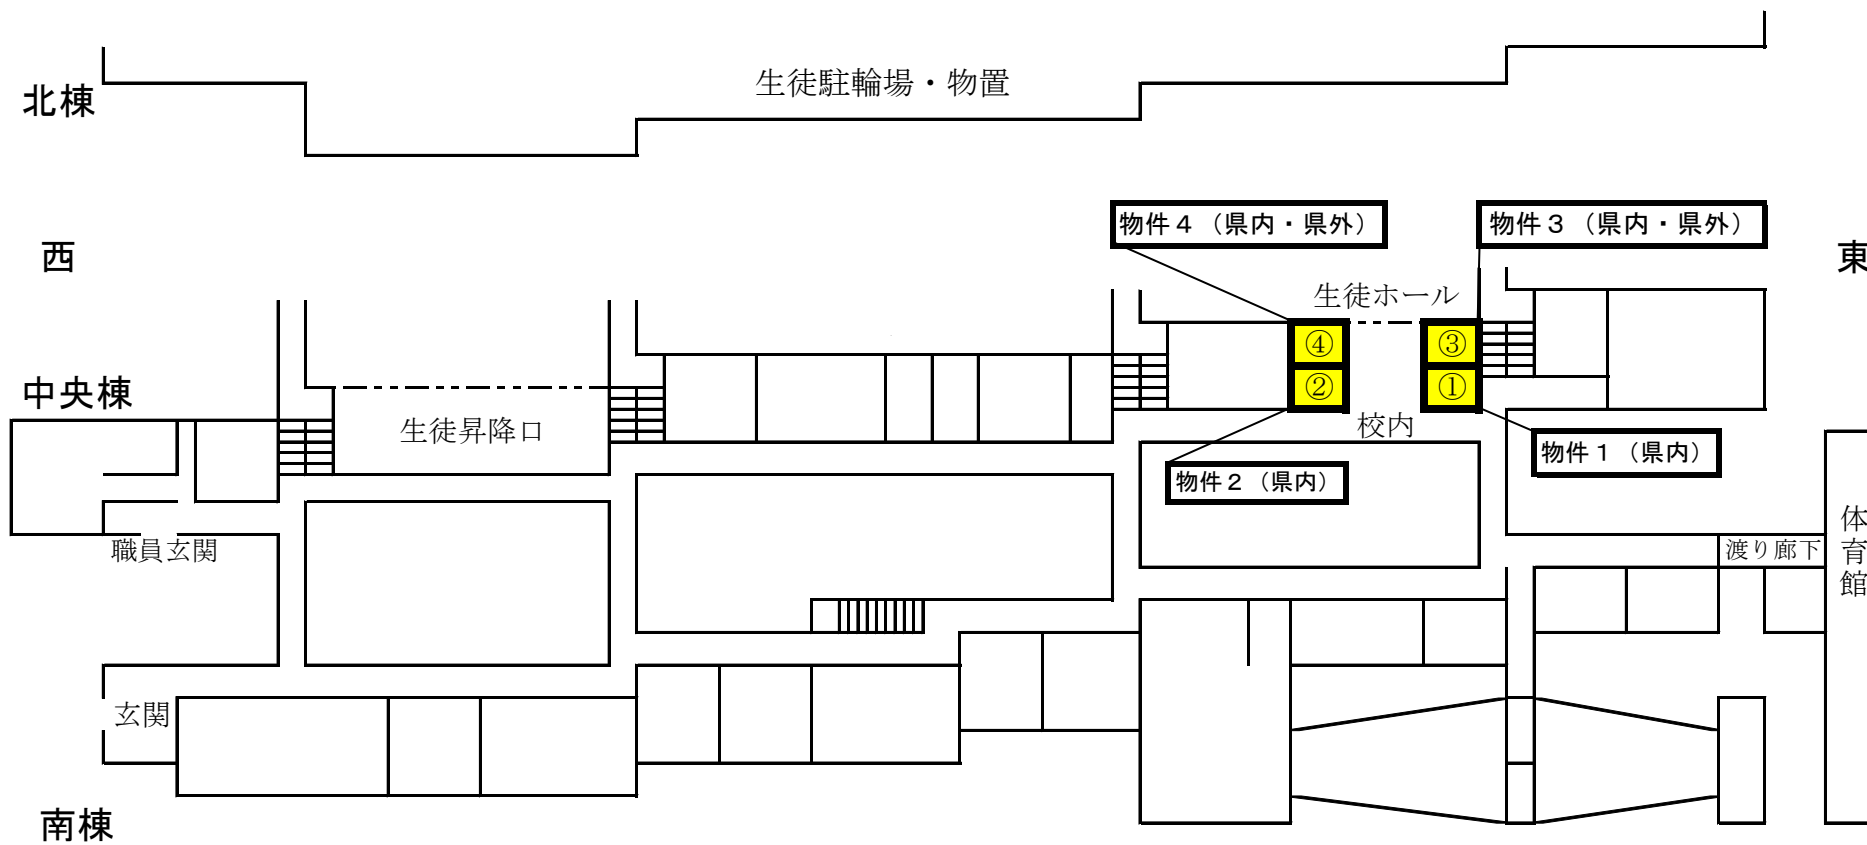 生徒駐輪場・物置
北棟
物件４（県内・県外）
物件３（県内・県外）
西
東
生徒ホール
④
③
②
①
中央棟
生徒昇降口
校内
物件１（県内）
物件２（県内）
職員玄関
渡り廊下
体育館
玄関
南棟